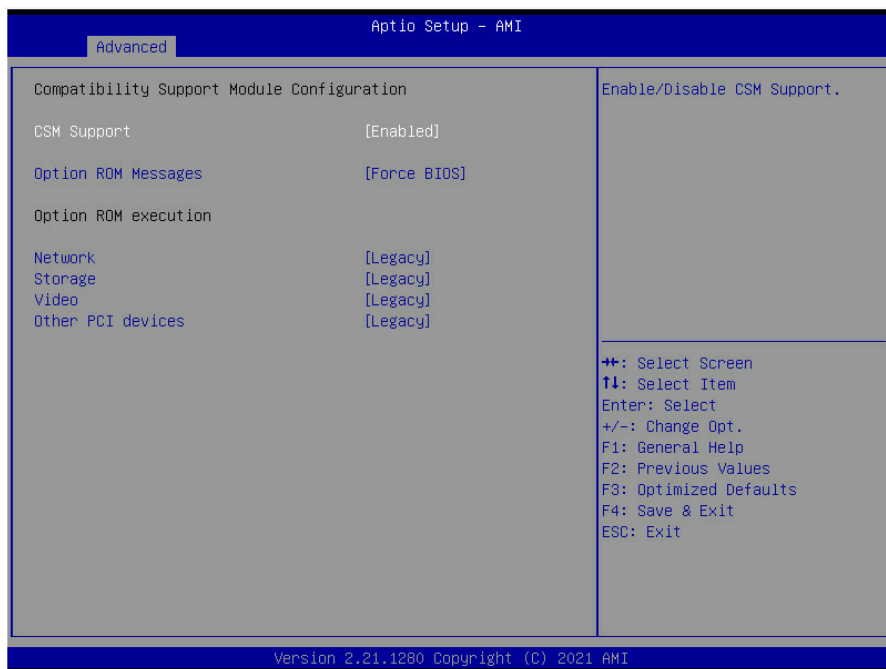 Aptio Setup – AMI
Advanced
Compatibility Support Module Configuration
CSM Support [Enabled]
Option ROM Messages [Force BIOS]
Option ROM execution
Network [Legacy]
Storage [Legacy]
Video [Legacy]
Other PCI devices [Legacy]
Enable/Disable CSM Support.
→←: Select Screen
↑↓: Select Item
Enter: Select
+/-: Change Opt.
F1: General Help
F2: Previous Values
F3: Optimized Defaults
F4: Save & Exit
ESC: Exit
Version 2.21.1280 Copyright (C) 2021 AMI